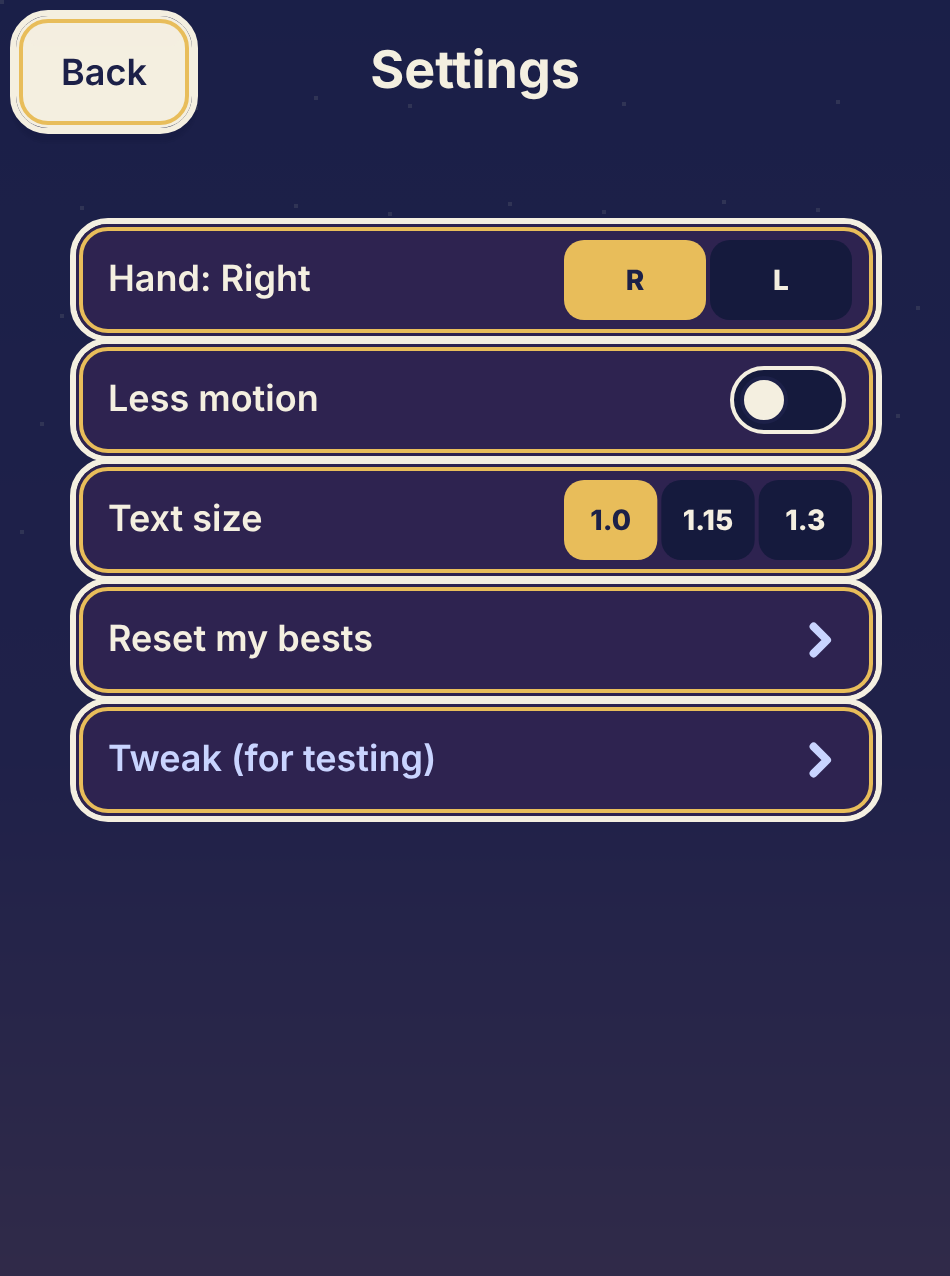 Back
Settings
Hand: Right
R
L
Less motion
Text size
1.0
1.15
1.3
Reset my bests
Tweak (for testing)